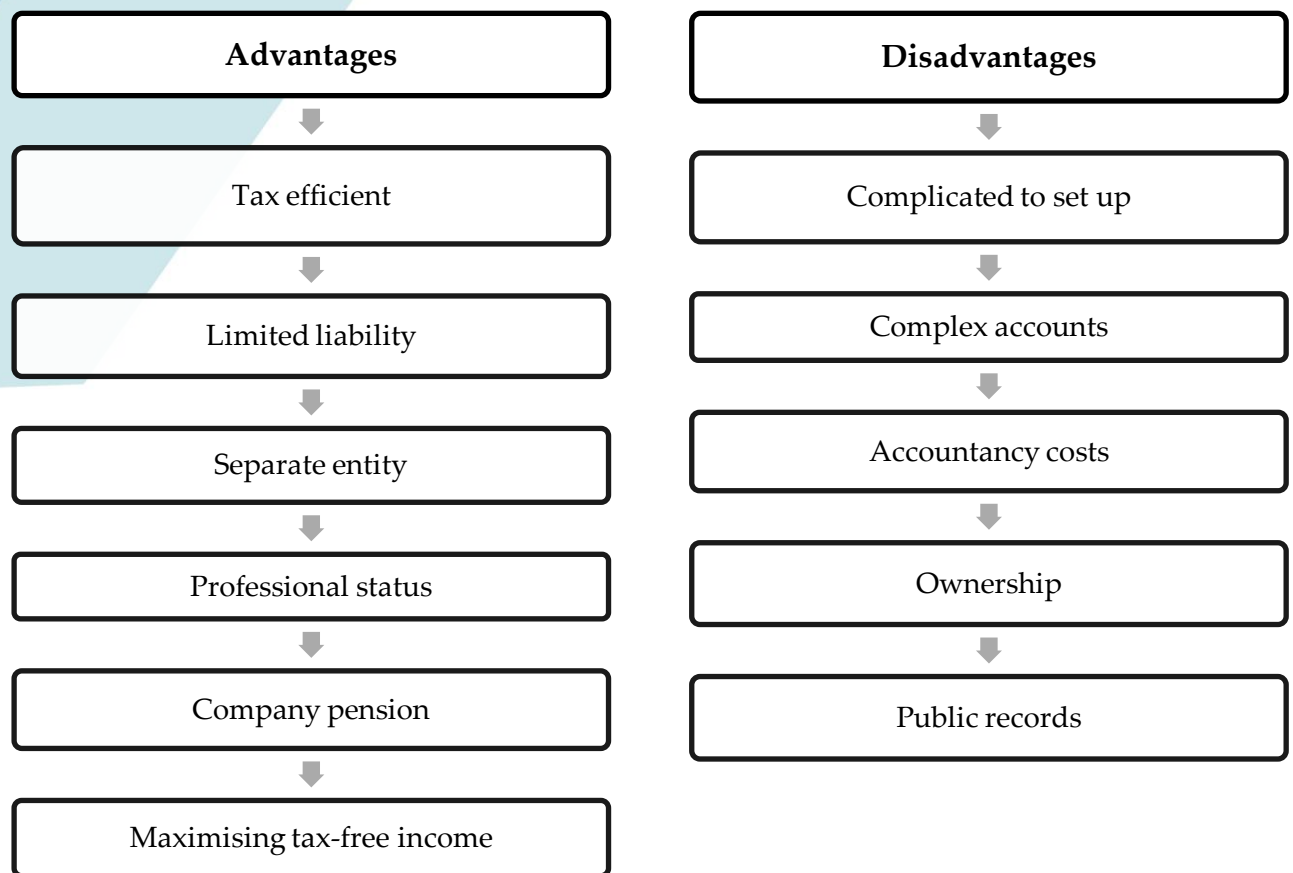 Advantages
Tax efficient
Limited liability
Separate entity
Professional status
Company pension
Maximising tax-free income
Disadvantages
Complicated to set up
Complex accounts
Accountancy costs
Ownership
Public records